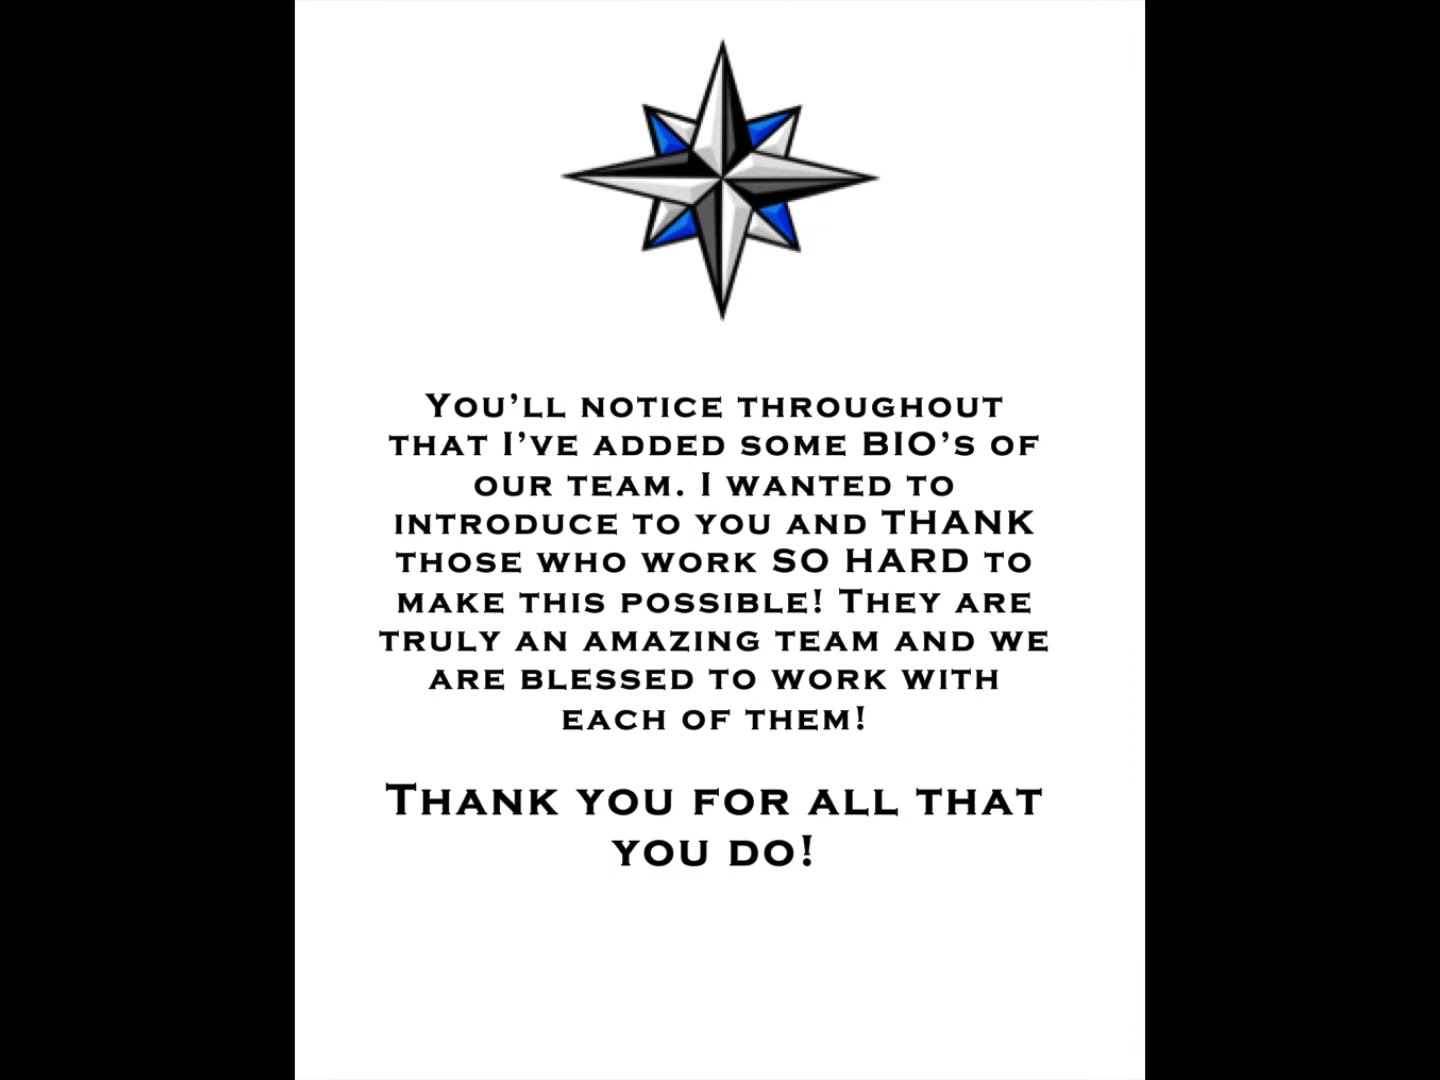 You'll notice throughout
that I've added some BIO's of
our team. I wanted to
introduce to you and THANK
those who work SO HARD to
make this possible! They are
truly an amazing team and we
are blessed to work with
each of them!
Thank you for all that
you do!